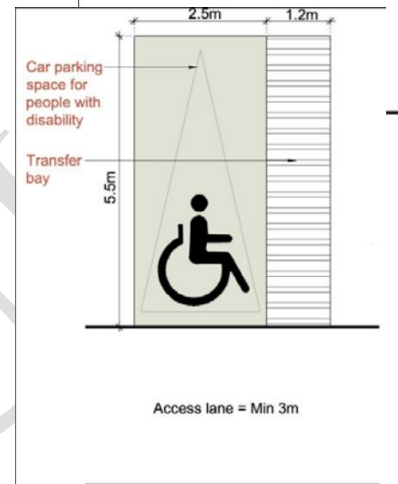 2.5m 1.2m
Car parking
space for
people with
disability
Transfer
bay
5.5m
Access lane = Min 3m